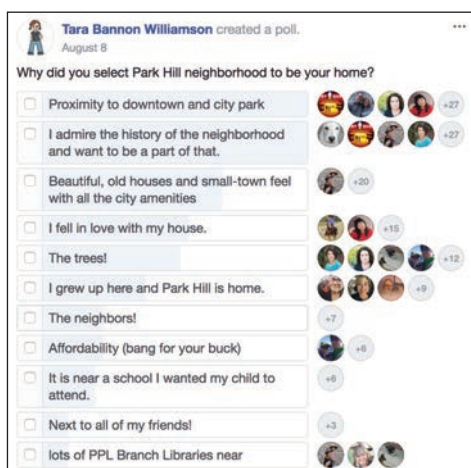 Tara Bannon Williamson created a poll.
August 8
Why did you select Park Hill neighborhood to be your home?
Proximity to downtown and city park
+27
I admire the history of the neighborhood
and want to be a part of that.
+27
Beautiful, old houses and small-town feel
with all the city amenities
+20
I fell in love with my house.
+15
The trees!
+12
I grew up here and Park Hill is home.
+9
The neighbors!
+7
Affordability (bang for your buck)
+6
It is near a school I wanted my child to
attend.
+6
Next to all of my friends!
+3
lots of PPL Branch Libraries near